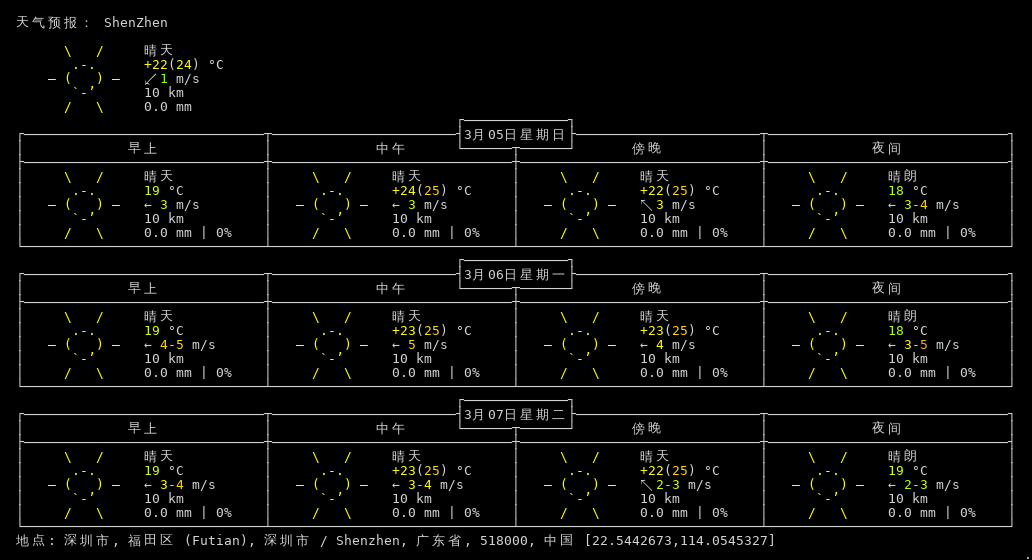 天气预报: ShenZhen
晴天
+22(24) °C
↙ 1 m/s
10 km
0.0 mm
3月05日星期日
早上 中午 傍晚 夜间
晴天 晴天 晴天 晴朗
19 °C +24(25) °C +22(25) °C 18 °C
← 3 m/s ← 3 m/s ↖ 3 m/s ← 3-4 m/s
10 km 10 km 10 km 10 km
0.0 mm | 0% 0.0 mm | 0% 0.0 mm | 0% 0.0 mm | 0%
3月06日星期一
早上 中午 傍晚 夜间
晴天 晴天 晴天 晴朗
19 °C +23(25) °C +23(25) °C 18 °C
← 4-5 m/s ← 5 m/s ← 4 m/s ← 3-5 m/s
10 km 10 km 10 km 10 km
0.0 mm | 0% 0.0 mm | 0% 0.0 mm | 0% 0.0 mm | 0%
3月07日星期二
早上 中午 傍晚 夜间
晴天 晴天 晴天 晴朗
19 °C +23(25) °C +22(25) °C 19 °C
← 3-4 m/s ← 3-4 m/s ↖ 2-3 m/s ← 2-3 m/s
10 km 10 km 10 km 10 km
0.0 mm | 0% 0.0 mm | 0% 0.0 mm | 0% 0.0 mm | 0%
地点: 深圳市, 福田区 (Futian), 深圳市 / Shenzhen, 广东省, 518000, 中国 [22.5442673,114.0545327]